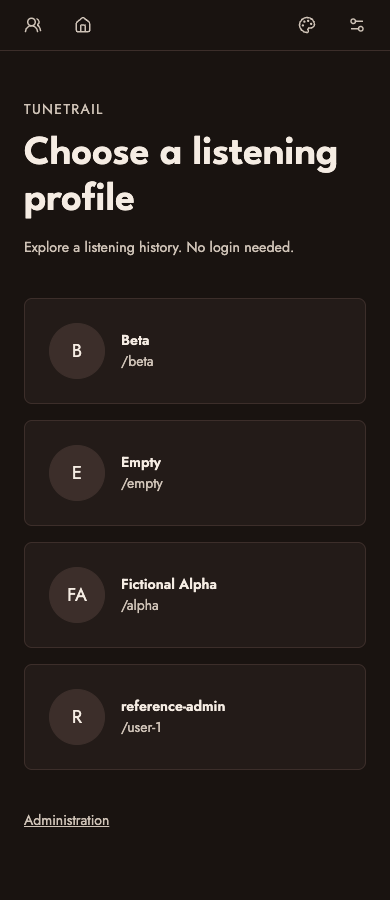 TUNETRAIL
Choose a listening
profile
Explore a listening history. No login needed.
B
Beta
/beta
E
Empty
/empty
FA
Fictional Alpha
/alpha
R
reference-admin
/user-1
Administration